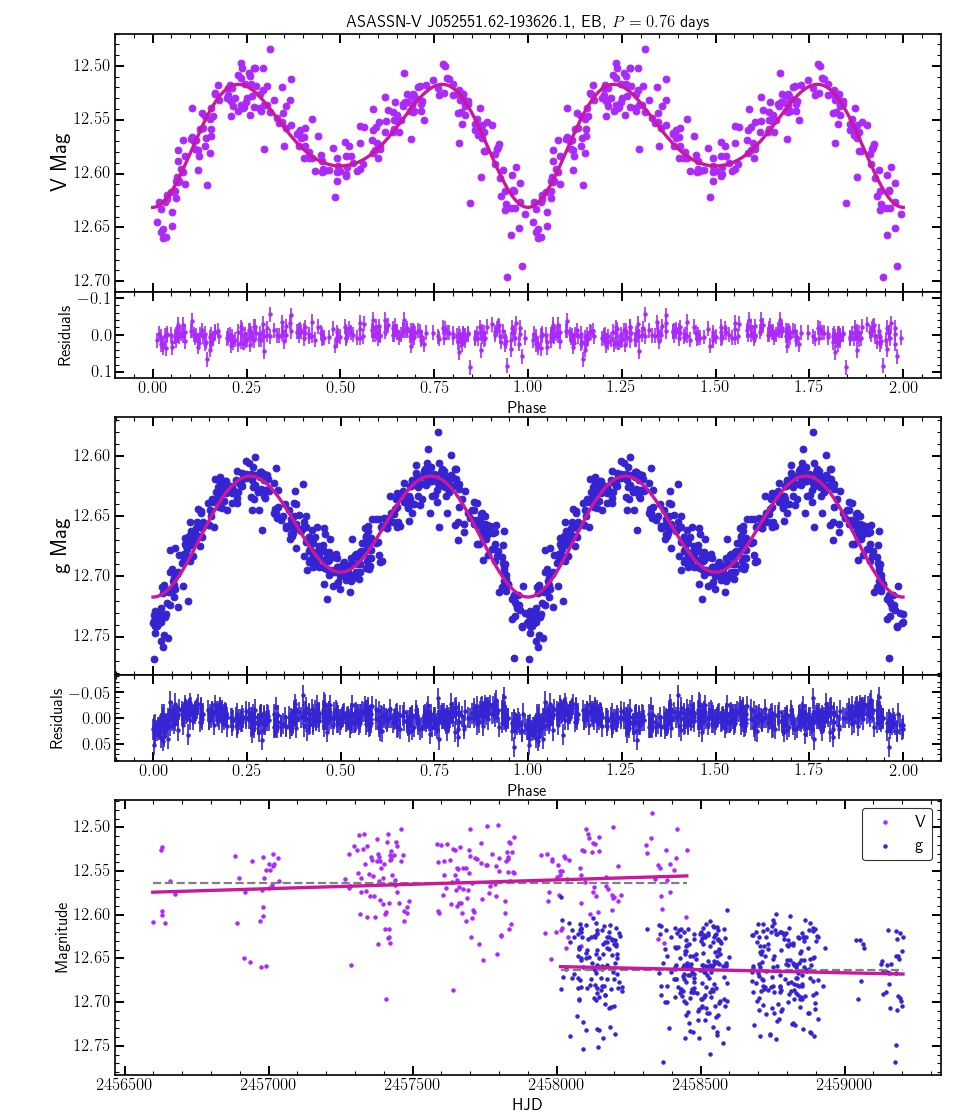 ASASSN-V J052551.62-193626.1, EB, P = 0.76 days
12.50
12.55
12.60
12.65
12.70
V Mag
−0.1
0.0
0.1
Residuals
0.00 0.25 0.50 0.75 1.00 1.25 1.50 1.75 2.00
Phase
12.60
12.65
12.70
12.75
g Mag
−0.05
0.00
0.05
Residuals
0.00 0.25 0.50 0.75 1.00 1.25 1.50 1.75 2.00
Phase
V
g
12.50
12.55
12.60
12.65
12.70
12.75
Magnitude
2456500 2457000 2457500 2458000 2458500 2459000
HJD